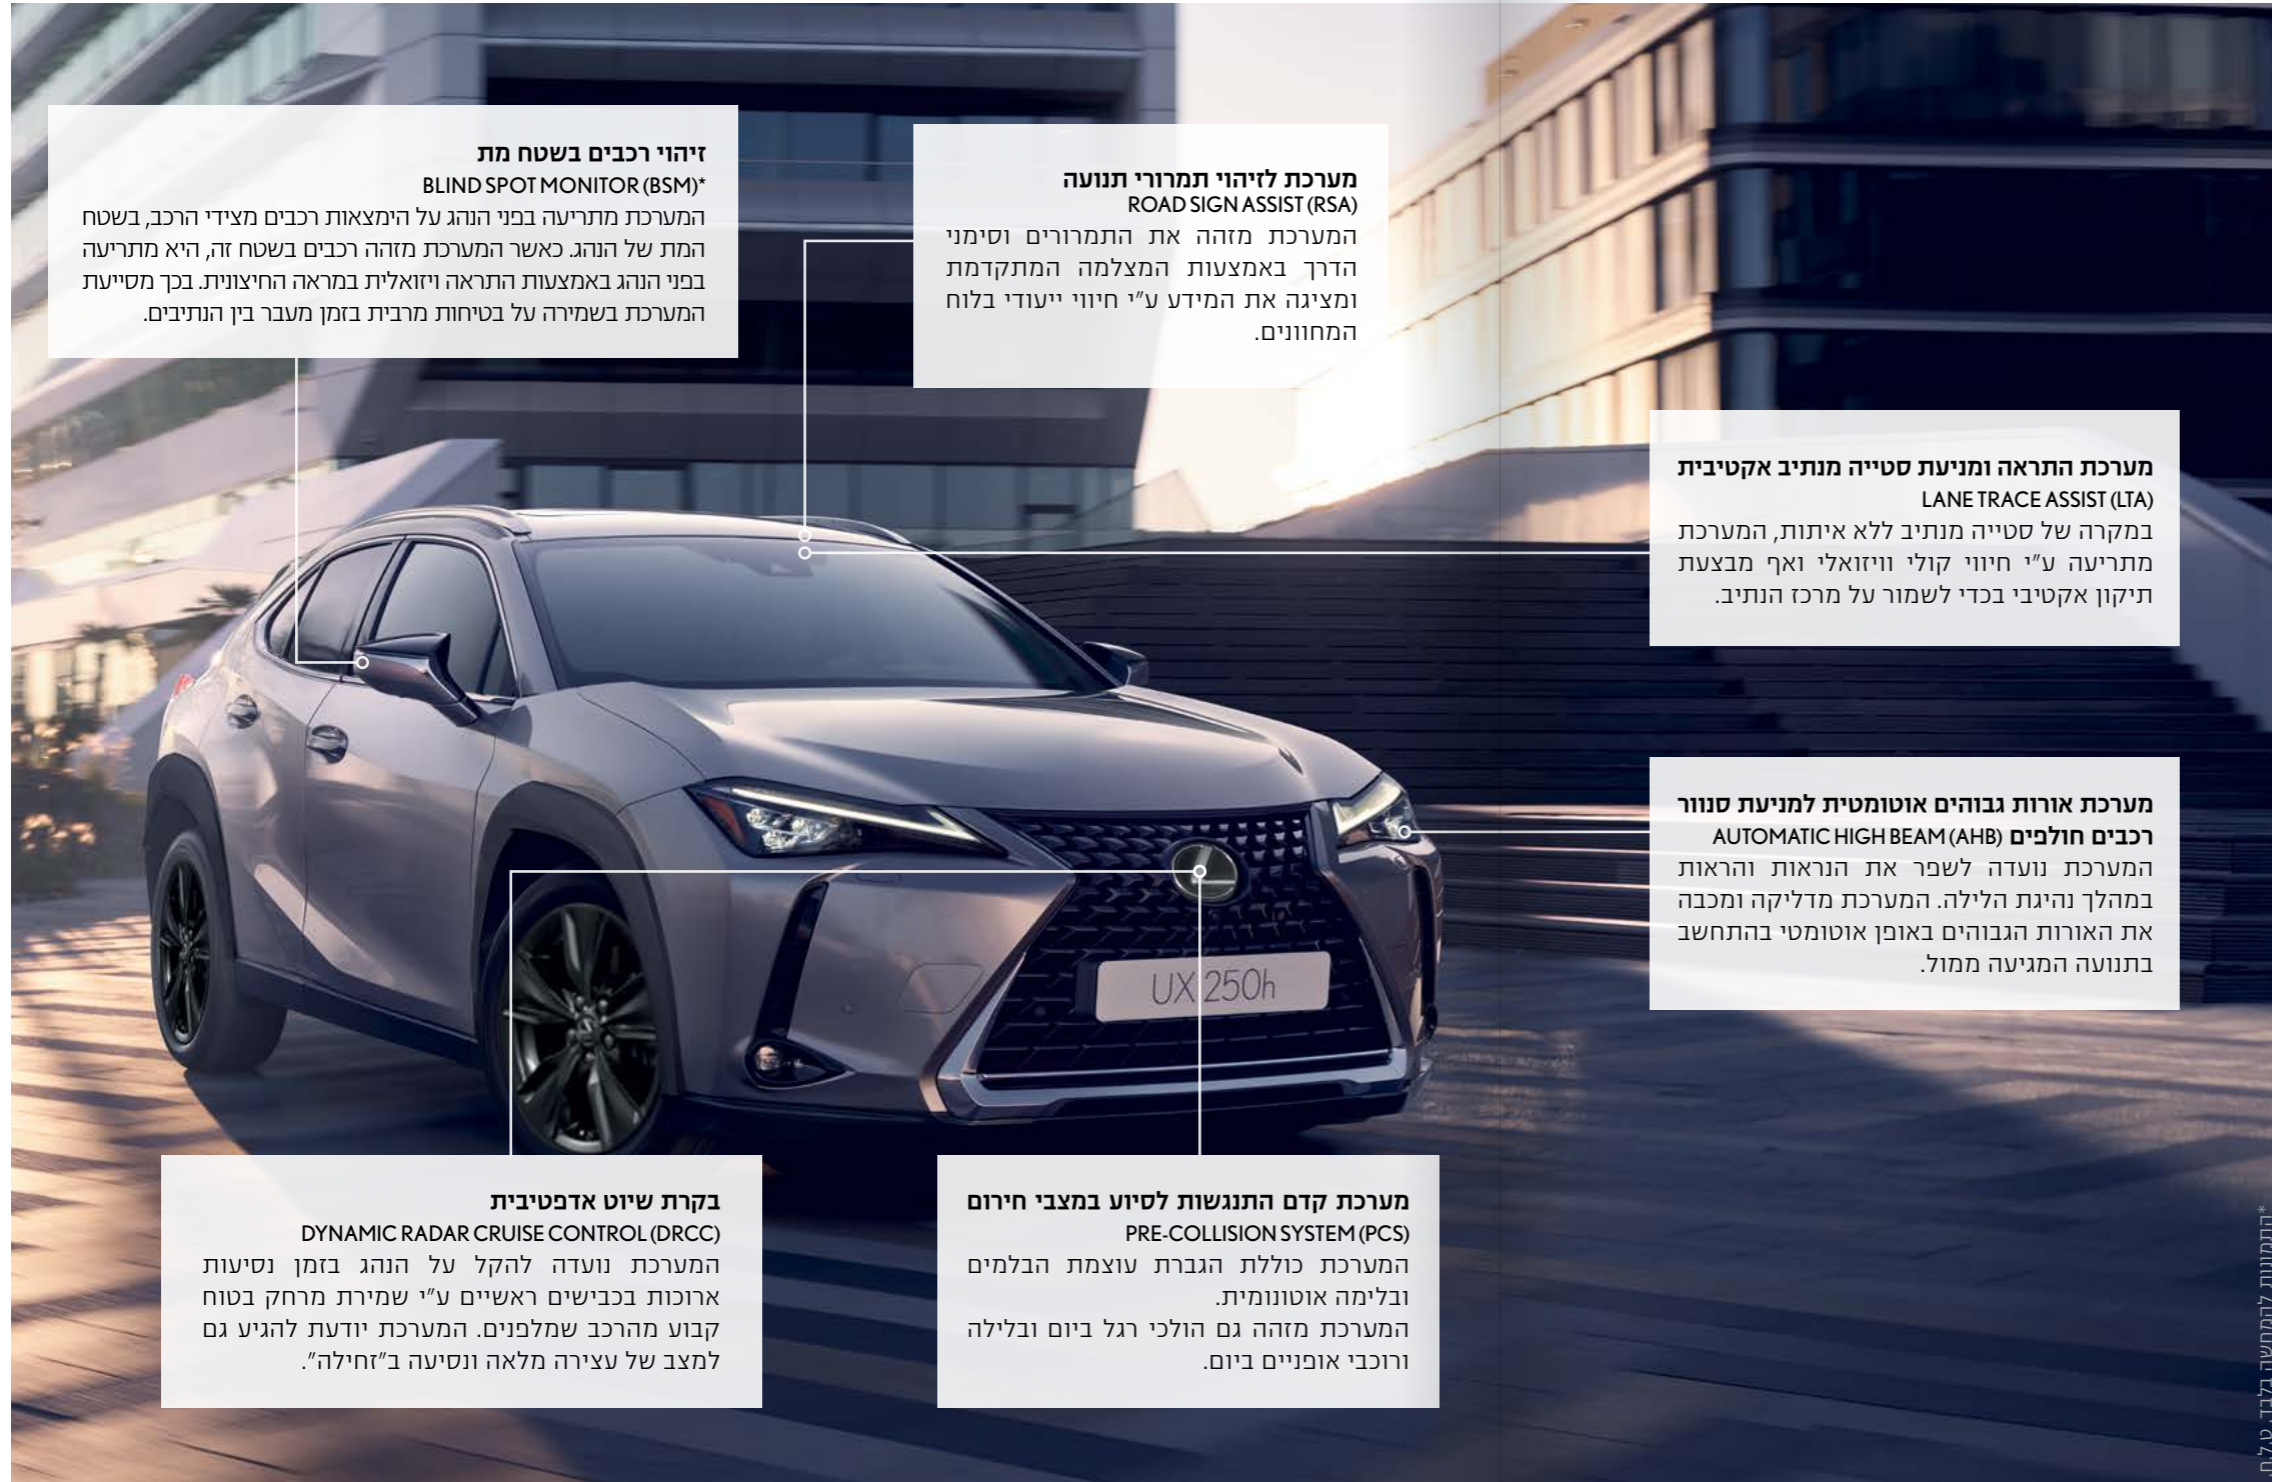 זיהוי רכבים בשטח מת
BLIND SPOT MONITOR (BSM)*
המערכת מתריעה בפני הנהג על הימצאות רכבים מצידי הרכב, בשטח
המת של הנהג. כאשר המערכת מזהה רכבים בשטח זה, היא מתריעה
בפני הנהג באמצעות התראה ויזואלית במראה החיצונית. בכך מסייעת
המערכת בשמירה על בטיחות מרבית בזמן מעבר בין הנתיבים.
מערכת לזיהוי תמרורי תנועה
ROAD SIGN ASSIST (RSA)
המערכת מזהה את התמרורים וסימני
הדרך באמצעות המצלמה המתקדמת
ומציגה את המידע ע"י חיווי ייעודי בלוח
המחוונים.
מערכת התראה ומניעת סטייה מנתיב אקטיבית
LANE TRACE ASSIST (LTA)
במקרה של סטייה מנתיב ללא איתות, המערכת
מתריעה ע"י חיווי קולי וויזואלי ואף מבצעת
תיקון אקטיבי בכדי לשמור על מרכז הנתיב.
מערכת אורות גבוהים אוטומטית למניעת סנוור
רכבים חולפים AUTOMATIC HIGH BEAM (AHB)
המערכת נועדה לשפר את הנראות והראות
במהלך נהיגת הלילה. המערכת מדליקה ומכבה
את האורות הגבוהים באופן אוטומטי בהתחשב
בתנועה המגיעה ממול.
UX 250h
בקרת שיוט אדפטיבית
DYNAMIC RADAR CRUISE CONTROL (DRCC)
המערכת נועדה להקל על הנהג בזמן נסיעות
ארוכות בכבישים ראשיים ע"י שמירת מרחק בטוח
קבוע מהרכב שמלפנים. המערכת יודעת להגיע גם
למצב של עצירה מלאה ונסיעה ב"זחילה".
מערכת קדם התנגשות לסיוע במצבי חירום
PRE-COLLISION SYSTEM (PCS)
המערכת כוללת הגברת עוצמת הבלמים
ובלימה אוטונומית.
המערכת מזהה גם הולכי רגל ביום ובלילה
ורוכבי אופניים ביום.
*התמונות להמחשה בלבד. ט.ל.ח.